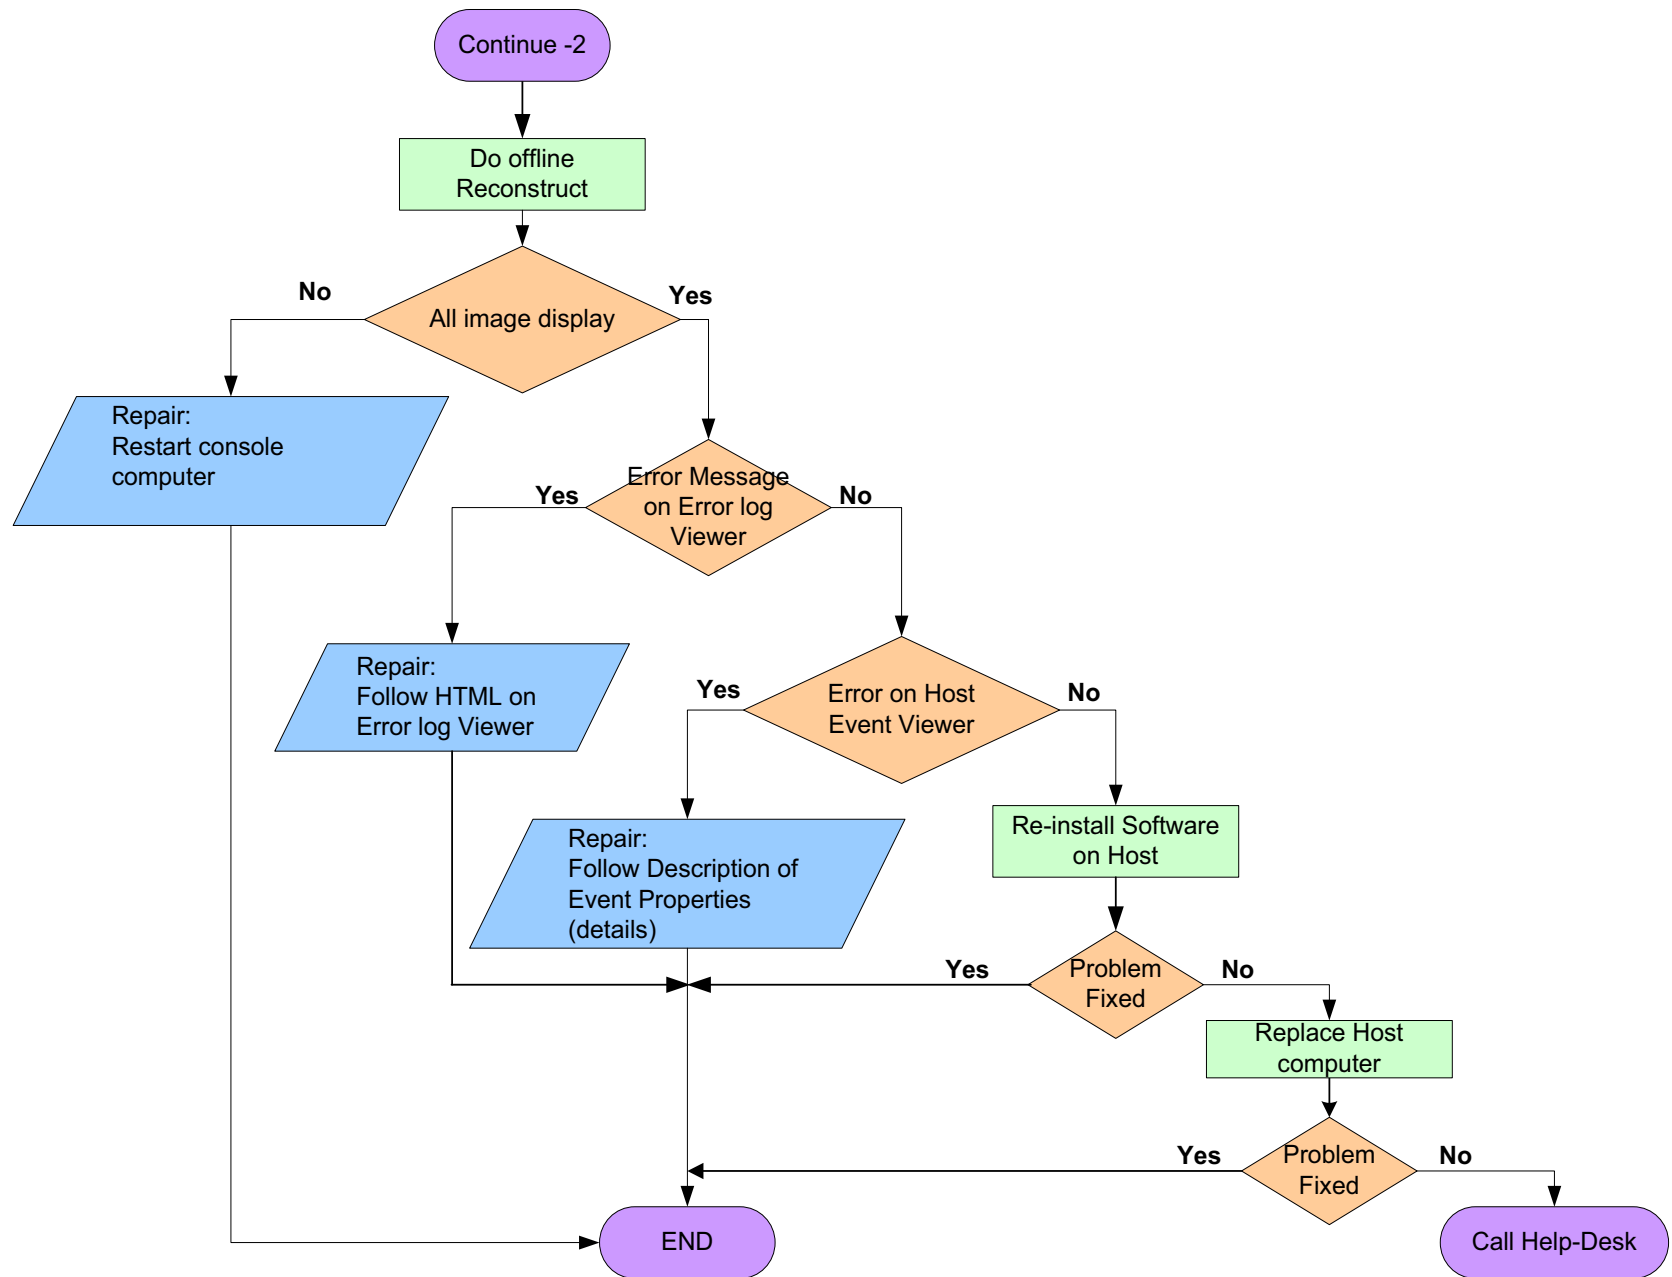 Continue -2
Do offline
Reconstruct
All image display
No
Yes
Repair:
Restart console
computer
Error Message
on Error log
Viewer
Yes
No
Repair:
Follow HTML on
Error log Viewer
Error on Host
Event Viewer
Yes
No
Repair:
Follow Description of
Event Properties
(details)
Re-install Software
on Host
Problem
Fixed
Yes
No
Replace Host
computer
Problem
Fixed
Yes
No
END
Call Help-Desk